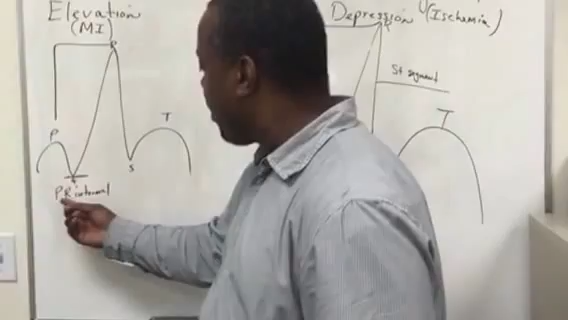 Elevation
(MI)
R
P
T
S
PR interval
Depression
(Ischemia)
St segment
T